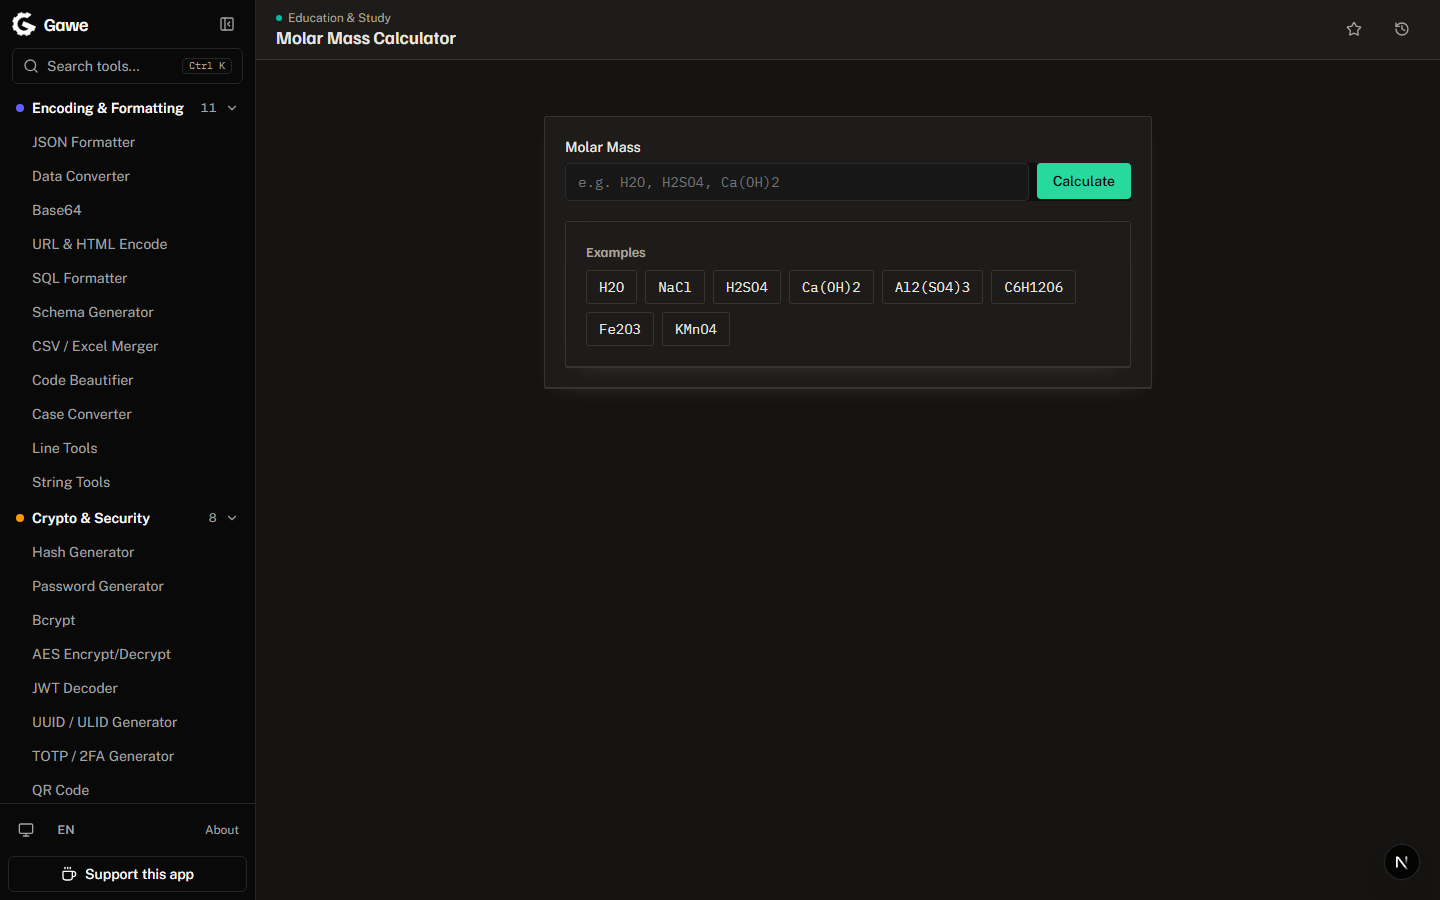 Gawe
Search tools... Ctrl K
Encoding & Formatting 11
JSON Formatter
Data Converter
Base64
URL & HTML Encode
SQL Formatter
Schema Generator
CSV / Excel Merger
Code Beautifier
Case Converter
Line Tools
String Tools
Crypto & Security 8
Hash Generator
Password Generator
Bcrypt
AES Encrypt/Decrypt
JWT Decoder
UUID / ULID Generator
TOTP / 2FA Generator
QR Code
EN About
Support this app
Education & Study
Molar Mass Calculator
Molar Mass
e.g. H2O, H2SO4, Ca(OH)2 Calculate
Examples
H2O NaCl H2SO4 Ca(OH)2 Al2(SO4)3 C6H12O6
Fe2O3 KMnO4
N